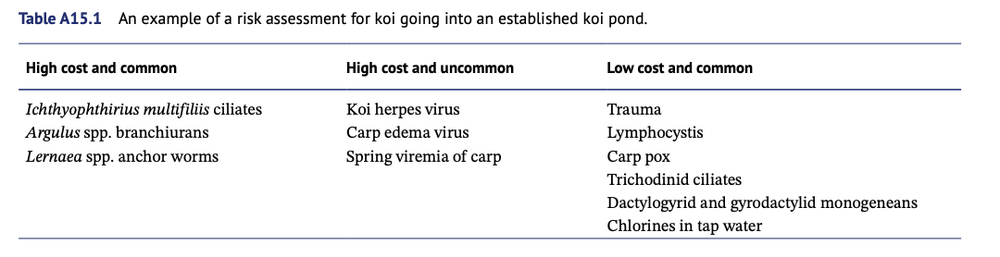 Table A15.1 An example of a risk assessment for koi going into an established koi pond.
High cost and common High cost and uncommon Low cost and common
Ichthyophthirius multifiliis ciliates Koi herpes virus Trauma
Argulus spp. branchiurans Carp edema virus Lymphocystis
Lernaea spp. anchor worms Spring viremia of carp Carp pox
Trichodinid ciliates
Dactylogyrid and gyrodactylid monogeneans
Chlorines in tap water